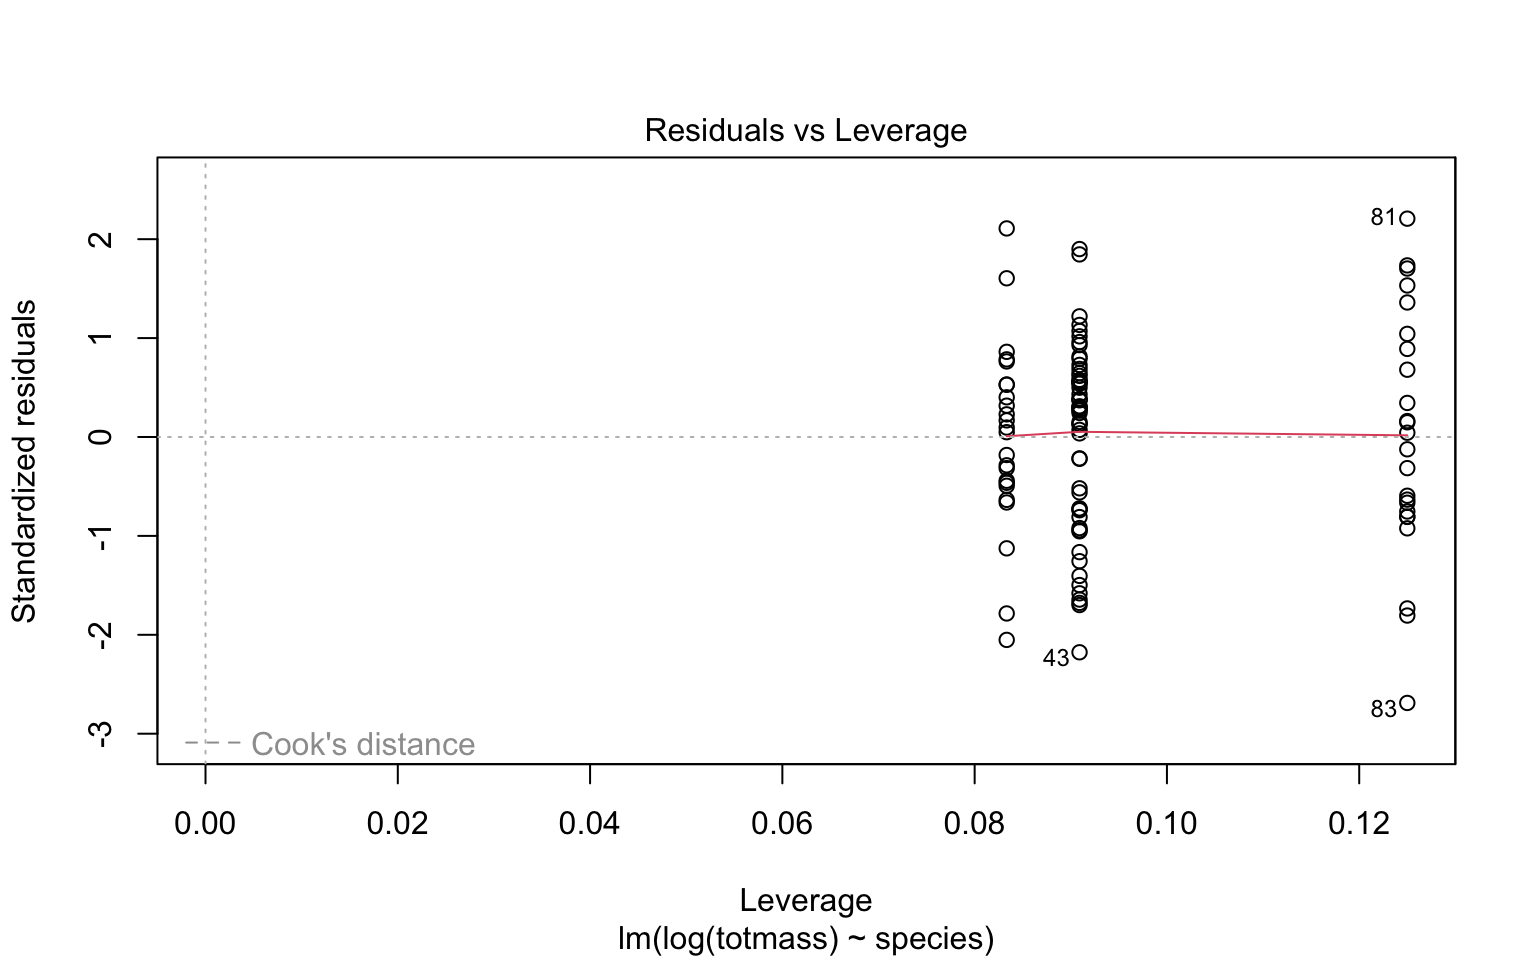 Residuals vs Leverage
Standardized residuals
2
1
0
-1
-2
-3
81
43
83
Cook's distance
0.00 0.02 0.04 0.06 0.08 0.10 0.12
Leverage
lm(log(totmass) ~ species)